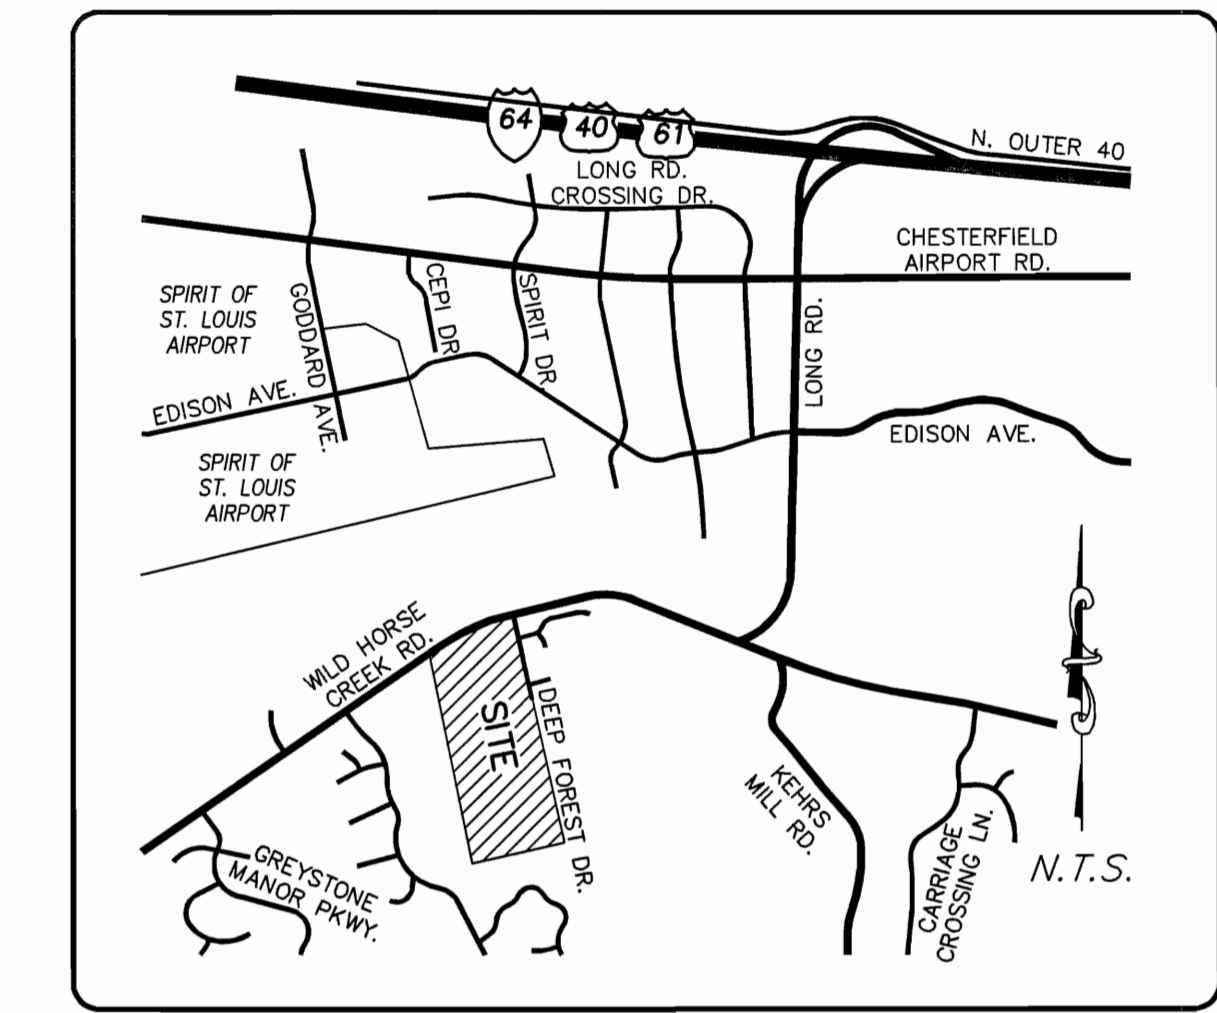 64
40
61
N. OUTER 40
LONG RD.
CROSSING DR.
CHESTERFIELD
AIRPORT RD.
SPIRIT OF
ST. LOUIS
AIRPORT
GODDARD AVE.
CEPI DR.
SPIRIT DR.
LONG RD.
EDISON AVE.
EDISON AVE.
SPIRIT OF
ST. LOUIS
AIRPORT
WILD HORSE
CREEK RD.
SITE
DEEP FOREST DR.
KEHRS
MILL RD.
CARRIAGE
CROSSING LN.
GREYSTONE
MANOR PKWY.
N.T.S.